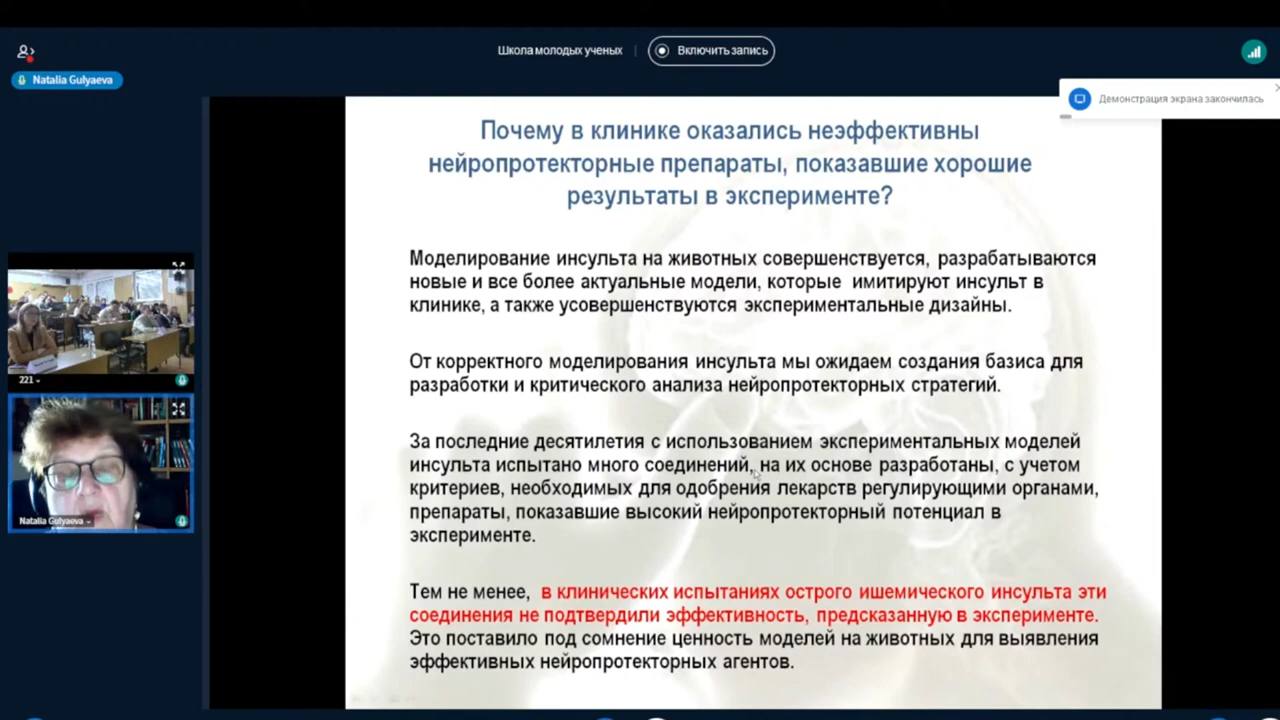 Школа молодых ученых
Включить запись
Natalia Gulyaeva
Демонстрация экрана закончилась
Почему в клинике оказались неэффективны
нейропротекторные препараты, показавшие хорошие
результаты в эксперименте?
Моделирование инсульта на животных совершенствуется, разрабатываются
новые и все более актуальные модели, которые имитируют инсульт в
клинике, а также усовершенствуются экспериментальные дизайны.
От корректного моделирования инсульта мы ожидаем создания базиса для
разработки и критического анализа нейропротекторных стратегий.
За последние десятилетия с использованием экспериментальных моделей
инсульта испытано много соединений, на их основе разработаны, с учетом
критериев, необходимых для одобрения лекарств регулирующими органами,
препараты, показавшие высокий нейропротекторный потенциал в
эксперименте.
Тем не менее, в клинических испытаниях острого ишемического инсульта эти
соединения не подтвердили эффективность, предсказанную в эксперименте.
Это поставило под сомнение ценность моделей на животных для выявления
эффективных нейропротекторных агентов.
221
Natalia Gulyaeva